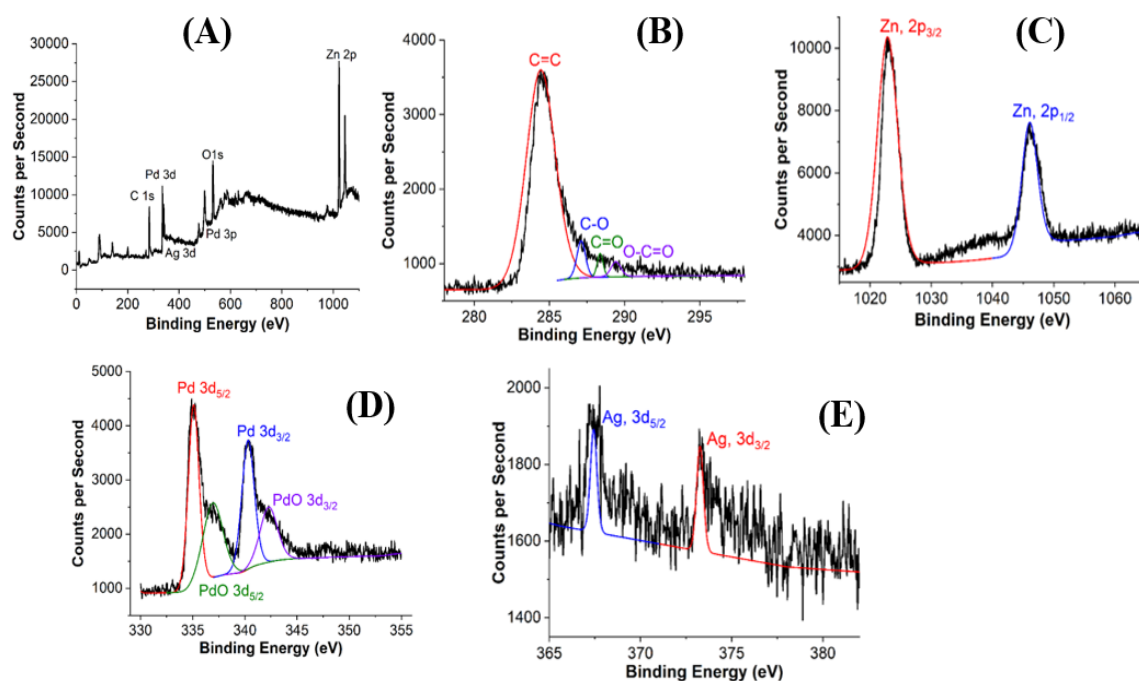 (A)
30000
25000
20000
15000
10000
5000
0
Counts per Second
Zn 2p
O1s
Pd 3d
C 1s
Pd 3p
Ag 3d
0 200 400 600 800 1000
Binding Energy (eV)
(B)
4000
3000
2000
1000
Counts per Second
C=C
C-O
C=O
O-C=O
280 285 290 295
Binding Energy (eV)
(C)
10000
8000
6000
4000
Counts per Second
Zn, 2p3/2
Zn, 2p1/2
1020 1030 1040 1050 1060
Binding Energy (eV)
(D)
5000
4000
3000
2000
1000
Counts per Second
Pd 3d5/2
Pd 3d3/2
PdO 3d3/2
PdO 3d5/2
330 335 340 345 350 355
Binding Energy (eV)
(E)
2000
1800
1600
1400
Counts per Second
Ag, 3d5/2
Ag, 3d3/2
365 370 375 380
Binding Energy (eV)